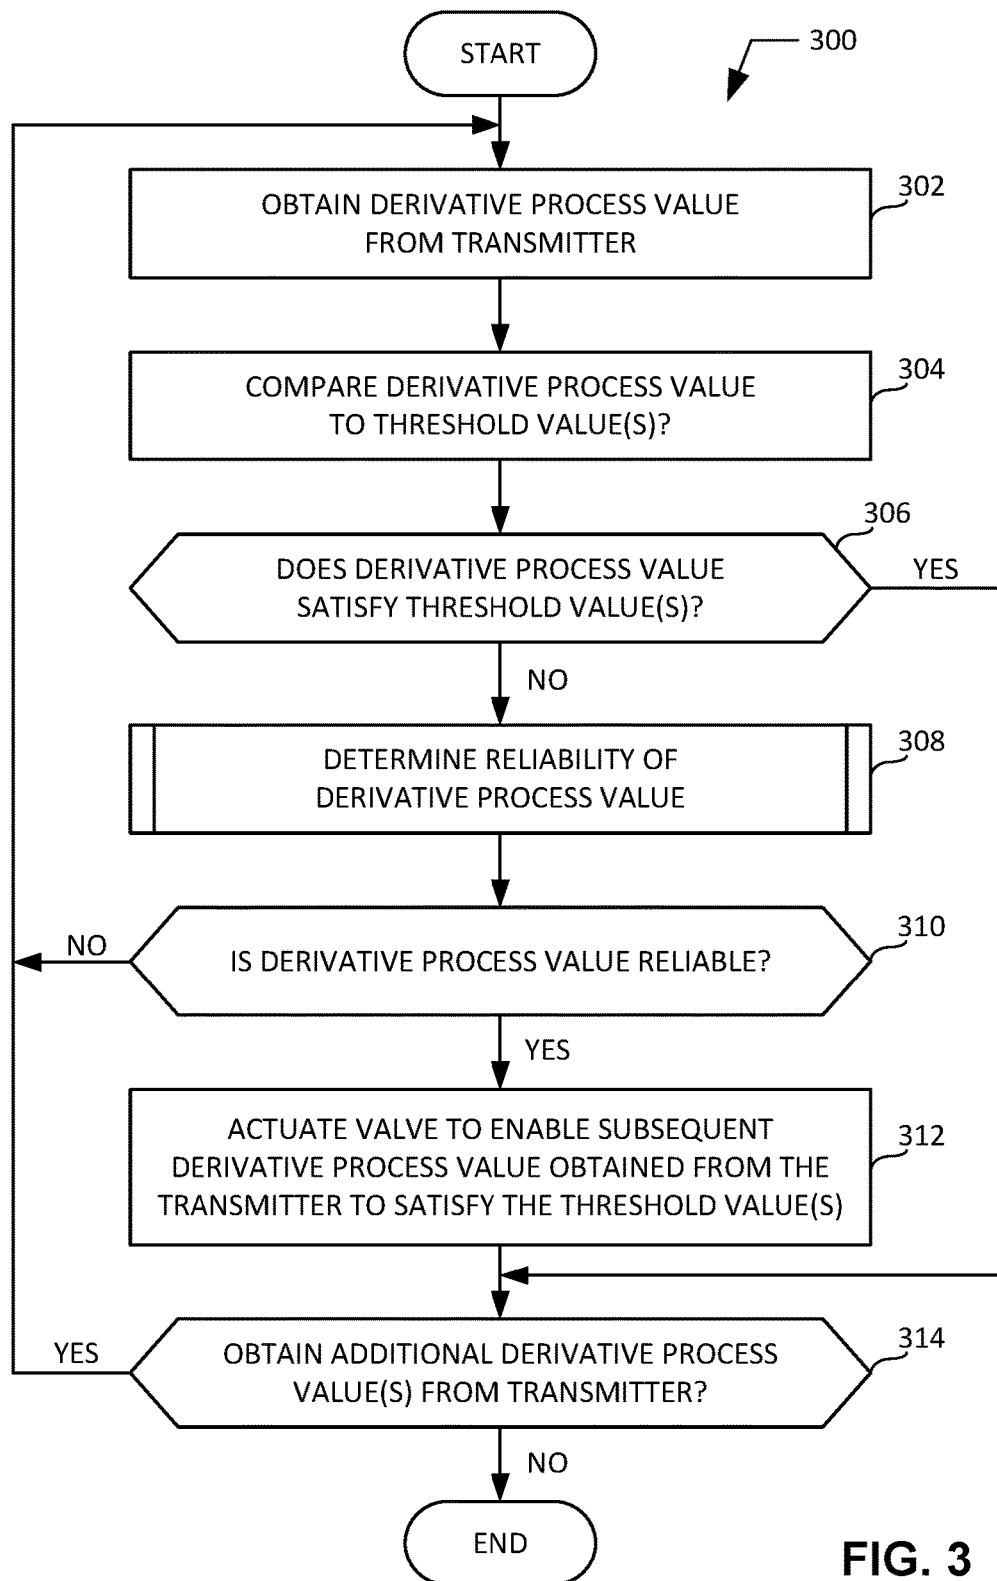 START
300
OBTAIN DERIVATIVE PROCESS VALUE
FROM TRANSMITTER
302
COMPARE DERIVATIVE PROCESS VALUE
TO THRESHOLD VALUE(S)?
304
DOES DERIVATIVE PROCESS VALUE
SATISFY THRESHOLD VALUE(S)?
306
YES
NO
DETERMINE RELIABILITY OF
DERIVATIVE PROCESS VALUE
308
IS DERIVATIVE PROCESS VALUE RELIABLE?
310
NO
YES
ACTUATE VALVE TO ENABLE SUBSEQUENT
DERIVATIVE PROCESS VALUE OBTAINED FROM THE
TRANSMITTER TO SATISFY THE THRESHOLD VALUE(S)
312
OBTAIN ADDITIONAL DERIVATIVE PROCESS
VALUE(S) FROM TRANSMITTER?
314
YES
NO
END
FIG. 3